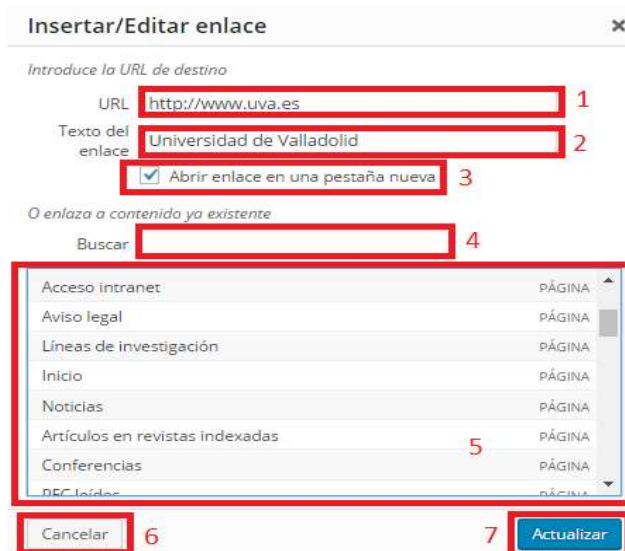 Insertar/Editar enlace ×
Introduce la URL de destino
URL http://www.uva.es 1
Texto del enlace Universidad de Valladolid 2
Abrir enlace en una pestaña nueva 3
O enlaza a contenido ya existente
Buscar 4
Acceso intranet PÁGINA
Aviso legal PÁGINA
Líneas de investigación PÁGINA
Inicio PÁGINA
Noticias PÁGINA
Artículos en revistas indexadas PÁGINA
5
Conferencias PÁGINA
PFC leídos PÁGINA
Cancelar 6 7 Actualizar